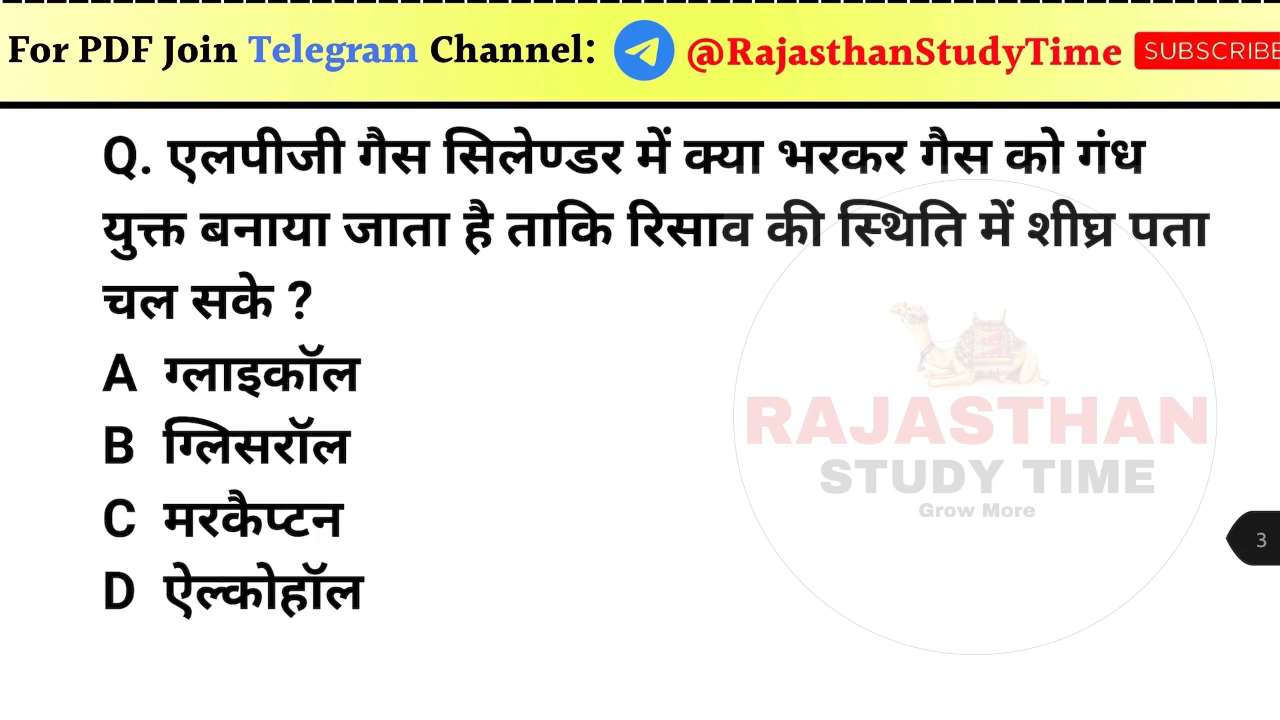 For PDF Join Telegram Channel: @RajasthanStudyTime SUBSCRIBE
Q. एलपीजी गैस सिलेण्डर में क्या भरकर गैस को गंध
युक्त बनाया जाता है ताकि रिसाव की स्थिति में शीघ्र पता
चल सके ?
A ग्लाइकॉल
B ग्लिसरॉल
C मरकैप्टन
D ऐल्कोहॉल
RAJASTHAN
STUDY TIME
Grow More
3